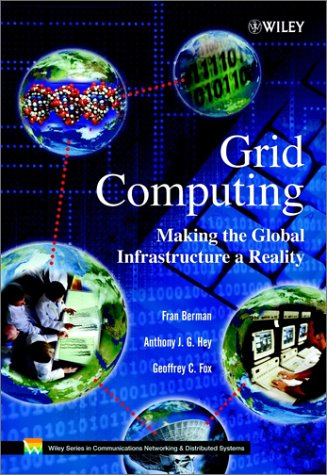 WILEY
Grid
Computing
Making the Global
Infrastructure a Reality
Fran Berman
Anthony J. G. Hey
Geoffrey C. Fox
Wiley Series in Communications Networking & Distributed Systems